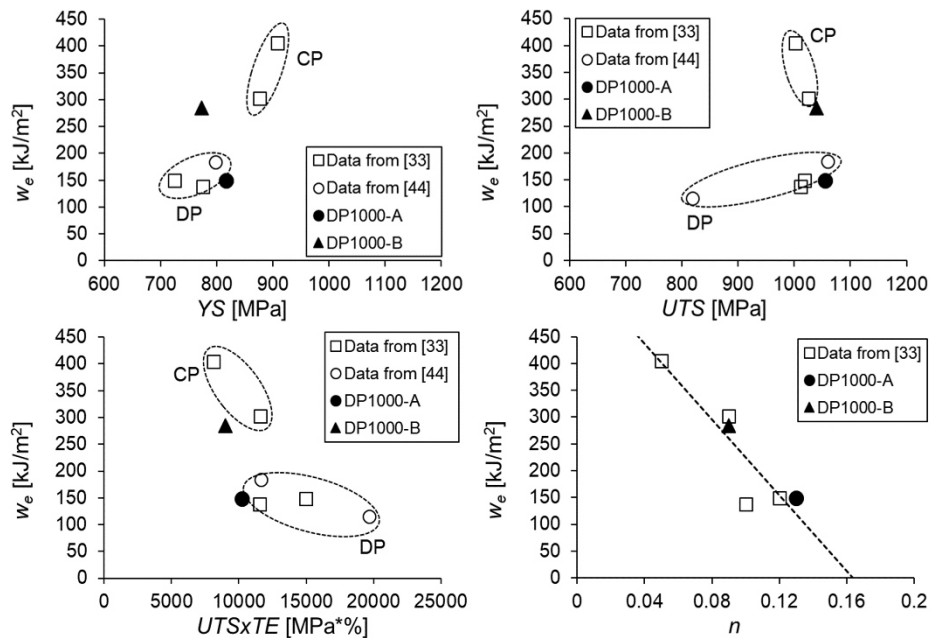 450
400
350
300
250
200
150
100
50
0
w_e [kJ/m²]
CP
DP
Data from [33]
Data from [44]
DP1000-A
DP1000-B
600 700 800 900 1000 1100 1200
YS [MPa]
450
400
350
300
250
200
150
100
50
0
w_e [kJ/m²]
Data from [33]
Data from [44]
DP1000-A
DP1000-B
CP
DP
600 700 800 900 1000 1100 1200
UTS [MPa]
450
400
350
300
250
200
150
100
50
0
w_e [kJ/m²]
CP
DP
Data from [33]
Data from [44]
DP1000-A
DP1000-B
0 5000 10000 15000 20000 25000
UTSxTE [MPa*%]
450
400
350
300
250
200
150
100
50
0
w_e [kJ/m²]
Data from [33]
DP1000-A
DP1000-B
0 0.04 0.08 0.12 0.16 0.2
n